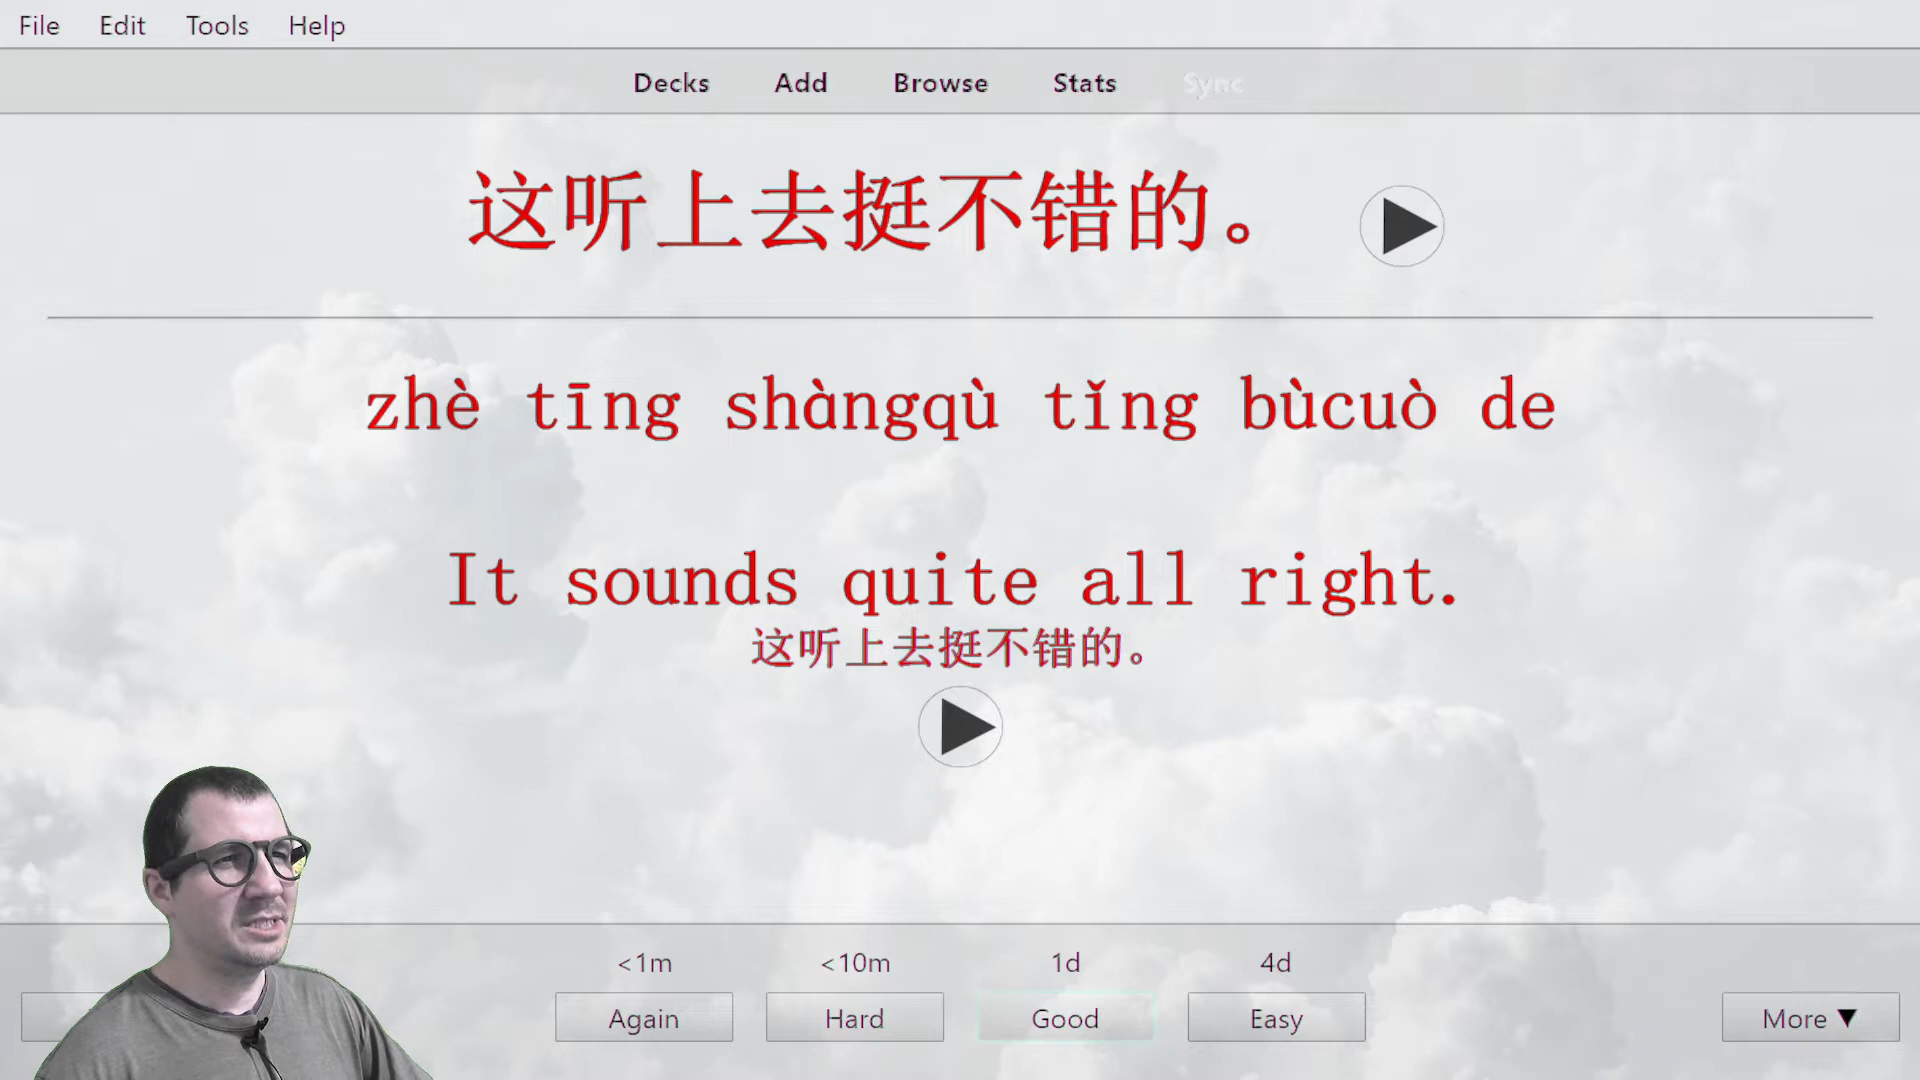 File Edit Tools Help
Decks Add Browse Stats Sync
这听上去挺不错的。
zhè tīng shàngqù tǐng bùcuò de
It sounds quite all right.
这听上去挺不错的。
<1m <10m 1d 4d
Again Hard Good Easy More ▼